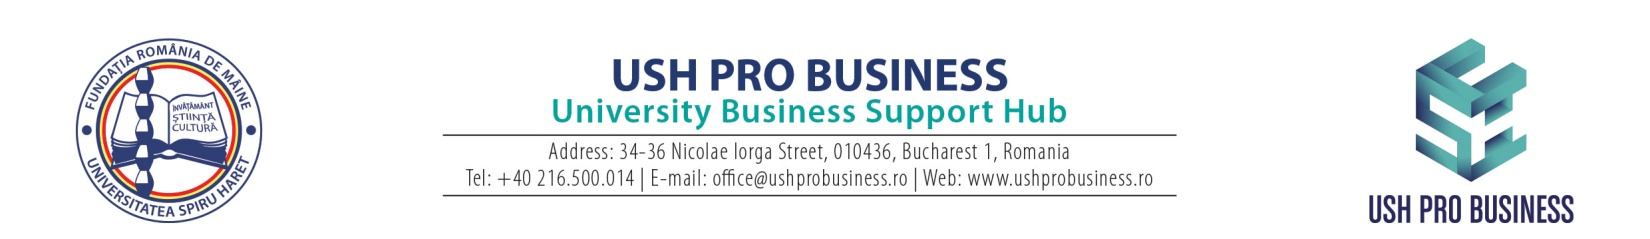 FUNDAȚIA ROMÂNIA DE MÂINE
ÎNVĂȚĂMÂNT
ȘTIINȚĂ
CULTURĂ
UNIVERSITATEA SPIRU HARET
USH PRO BUSINESS
University Business Support Hub
Address: 34-36 Nicolae Iorga Street, 010436, Bucharest 1, Romania
Tel: +40 216.500.014 | E-mail: office@ushprobusiness.ro | Web: www.ushprobusiness.ro
USH
USH PRO BUSINESS